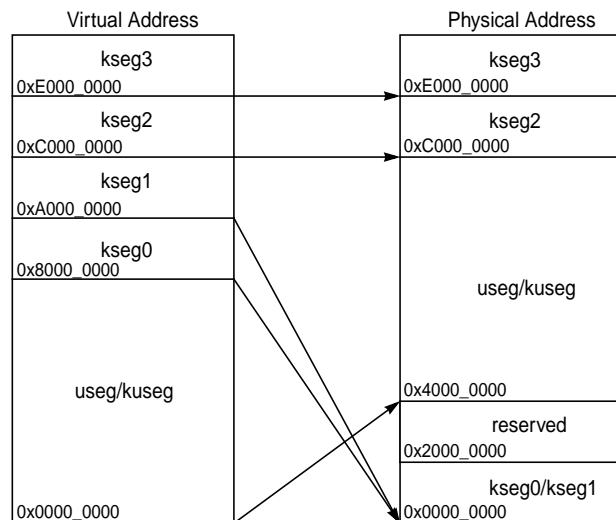 Virtual Address
kseg3
0xE000_0000
kseg2
0xC000_0000
kseg1
0xA000_0000
kseg0
0x8000_0000
useg/kuseg
0x0000_0000
Physical Address
kseg3
0xE000_0000
kseg2
0xC000_0000
useg/kuseg
0x4000_0000
reserved
0x2000_0000
kseg0/kseg1
0x0000_0000